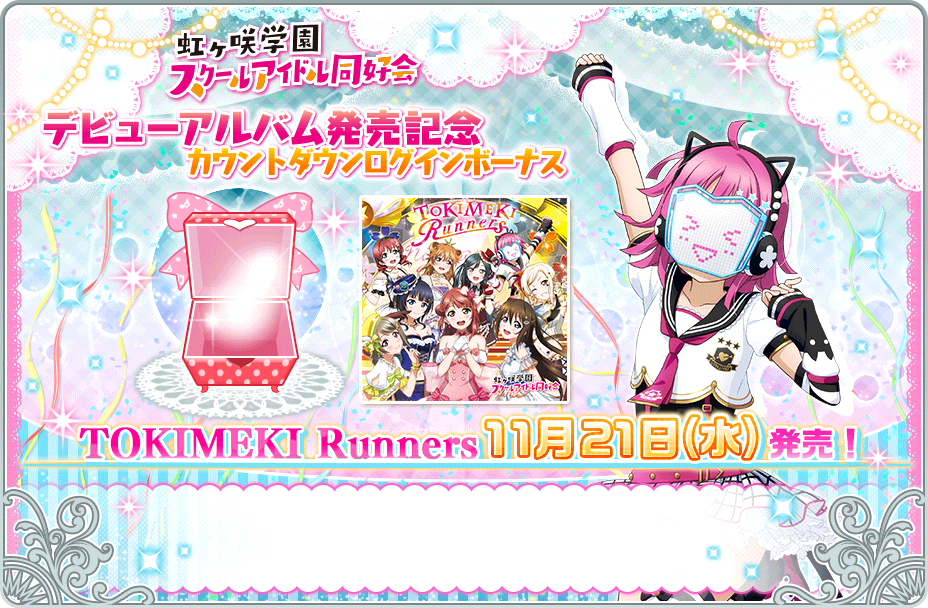 虹ヶ咲学園
スクールアイドル同好会
デビューアルバム発売記念
カウントダウンログインボーナス
TOKIMEKI
Runners
虹ヶ咲学園
スクールアイドル同好会
TOKIMEKI Runners 11月21日(水)発売!